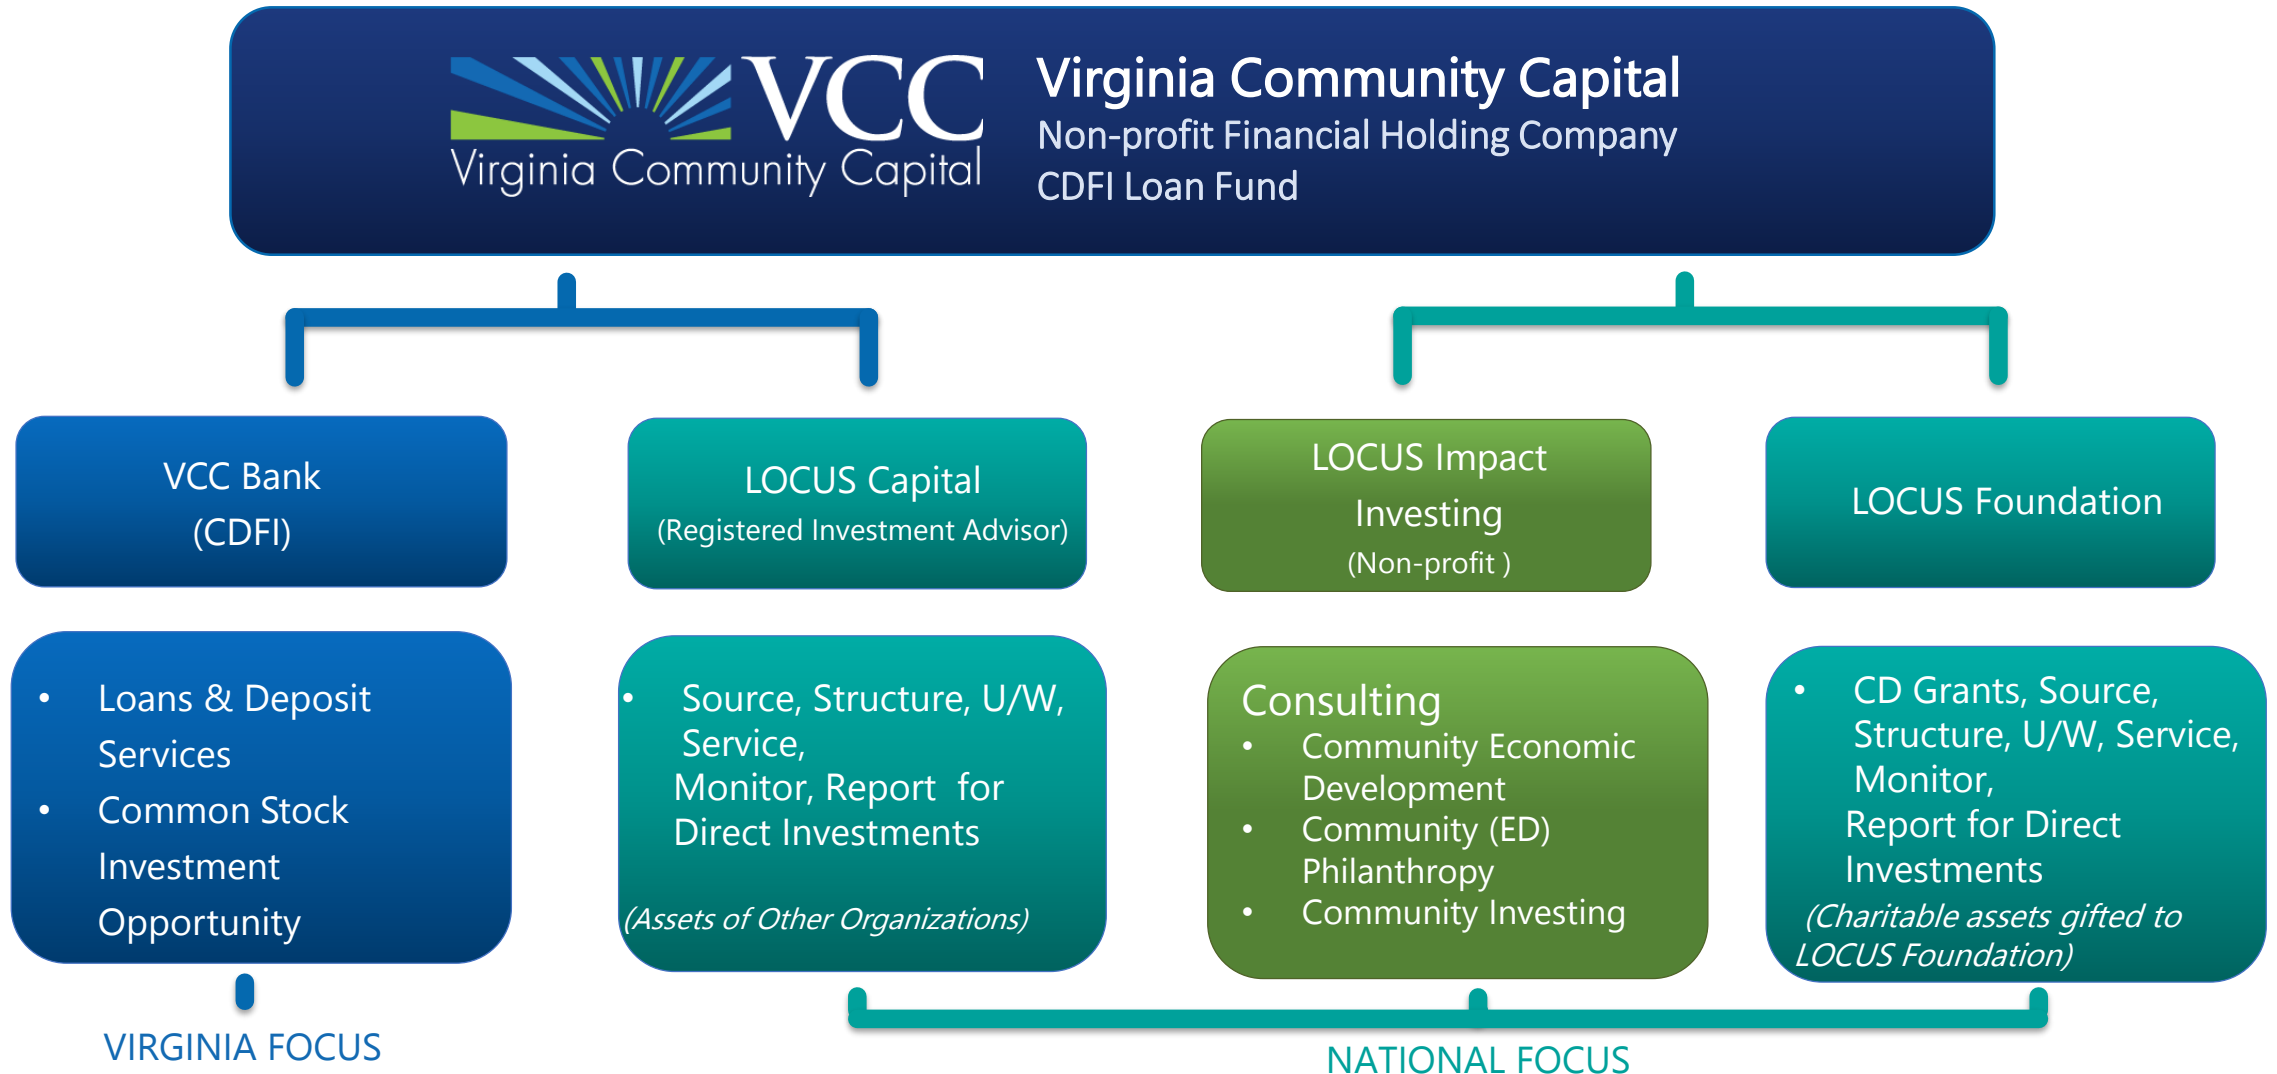 VCC
Virginia Community Capital
Virginia Community Capital
Non-profit Financial Holding Company
CDFI Loan Fund
VCC Bank
(CDFI)
LOCUS Capital
(Registered Investment Advisor)
LOCUS Impact
Investing
(Non-profit )
LOCUS Foundation
• Loans & Deposit
Services
• Common Stock
Investment
Opportunity
• Source, Structure, U/W,
Service,
Monitor, Report for
Direct Investments
(Assets of Other Organizations)
Consulting
• Community Economic
Development
• Community (ED)
Philanthropy
• Community Investing
• CD Grants, Source,
Structure, U/W, Service,
Monitor,
Report for Direct
Investments
(Charitable assets gifted to
LOCUS Foundation)
VIRGINIA FOCUS
NATIONAL FOCUS